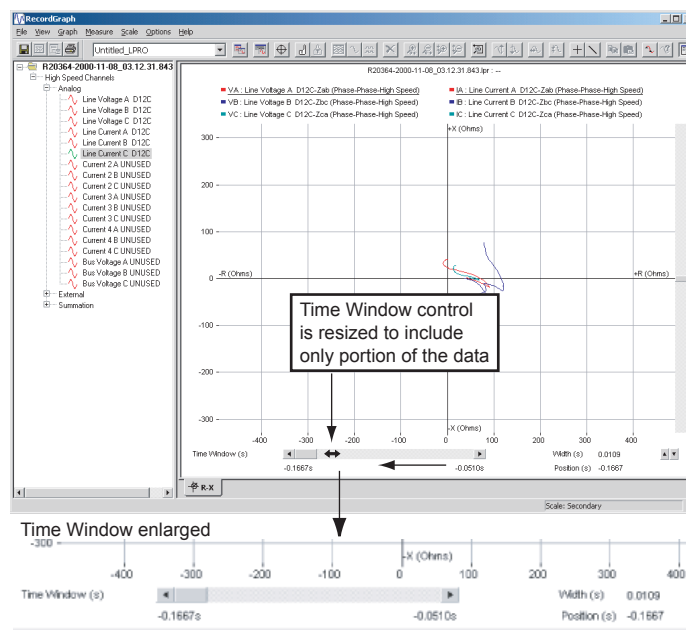 RecordGraph
File View Graph Measure Scale Options Help
Untitled_LPRO
R20364-2000-11-08_03.12.31.843
High Speed Channels
Analog
Line Voltage A D12C
Line Voltage B D12C
Line Voltage C D12C
Line Current A D12C
Line Current B D12C
Line Current C D12C
Current 2 A UNUSED
Current 2 B UNUSED
Current 2 C UNUSED
Current 3 A UNUSED
Current 3 B UNUSED
Current 3 C UNUSED
Current 4 A UNUSED
Current 4 B UNUSED
Current 4 C UNUSED
Bus Voltage A UNUSED
Bus Voltage B UNUSED
Bus Voltage C UNUSED
External
Summation
R20364-2000-11-08_03.12.31.843.lpr : --
VA : Line Voltage A D12C-Zab (Phase-Phase-High Speed)
IA : Line Current A D12C-Zab (Phase-Phase-High Speed)
VB : Line Voltage B D12C-Zbc (Phase-Phase-High Speed)
IB : Line Current B D12C-Zbc (Phase-Phase-High Speed)
VC : Line Voltage C D12C-Zca (Phase-Phase-High Speed)
IC : Line Current C D12C-Zca (Phase-Phase-High Speed)
+X (Ohms)
300
200
100
-R (Ohms)
+R (Ohms)
0
-100
-200
-300
-X (Ohms)
-400 -300 -200 -100 0 100 200 300 400
Time Window control
is resized to include
only portion of the data
Time Window (s)
Width (s) 0.0109
-0.1667s -0.0510s
Position (s) -0.1667
R-X
Scale: Secondary
Time Window enlarged
-300
-X (Ohms)
-400 -300 -200 -100 0 100 200 300 400
Time Window (s)
Width (s) 0.0109
-0.1667s -0.0510s
Position (s) -0.1667